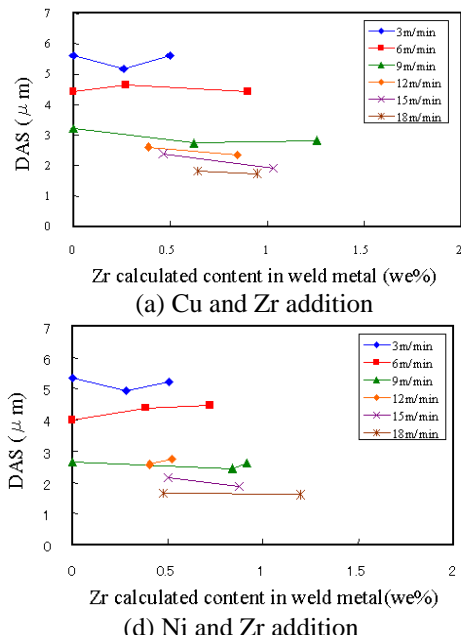 7
6
5
4
3
2
1
0
DAS (μm)
3m/min
6m/min
9m/min
12m/min
15m/min
18m/min
0 0.5 1 1.5 2
Zr calculated content in weld metal (we%)
(a) Cu and Zr addition
7
6
5
4
3
2
1
0
DAS (μm)
3m/min
6m/min
9m/min
12m/min
15m/min
18m/min
0 0.5 1 1.5 2
Zr calculated content in weld metal(we%)
(d) Ni and Zr addition